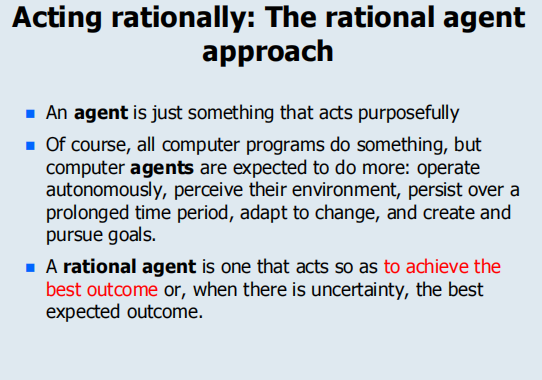 Acting rationally: The rational agent
approach
■ An agent is just something that acts purposefully
■ Of course, all computer programs do something, but
computer agents are expected to do more: operate
autonomously, perceive their environment, persist over a
prolonged time period, adapt to change, and create and
pursue goals.
■ A rational agent is one that acts so as to achieve the
best outcome or, when there is uncertainty, the best
expected outcome.